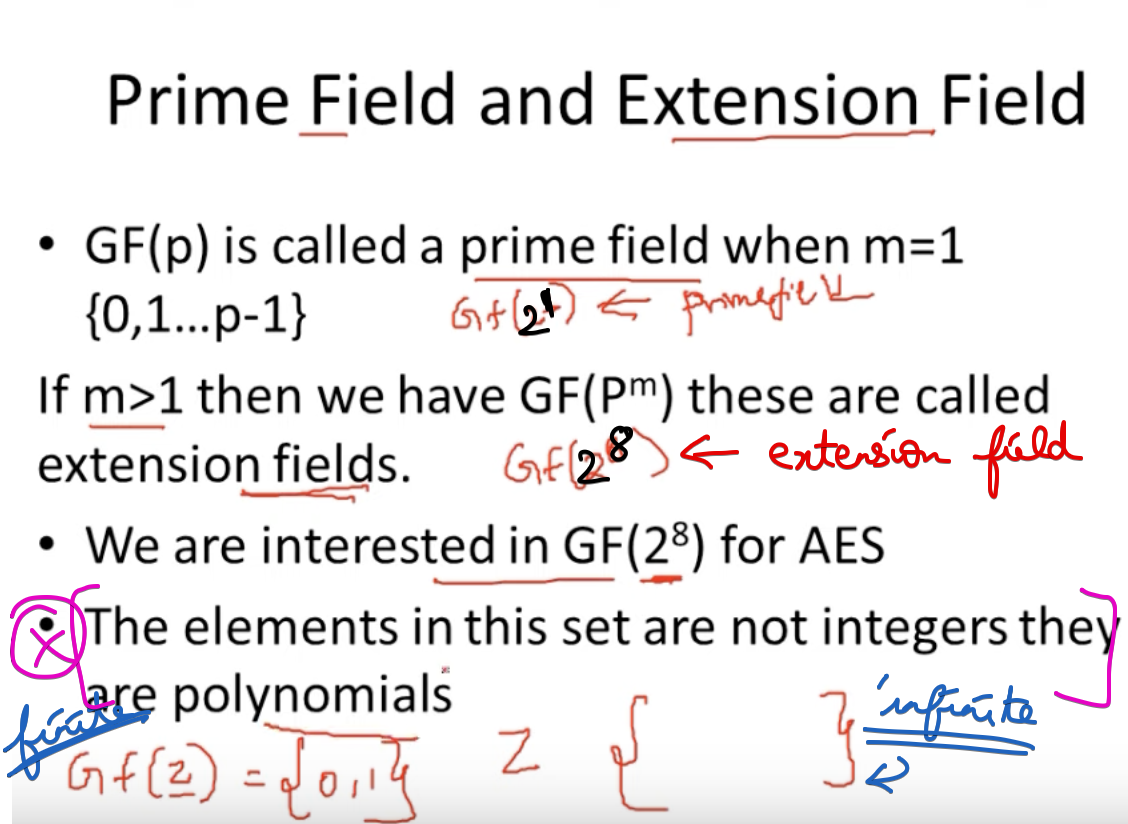 Prime Field and Extension Field
• GF(p) is called a prime field when m=1
{0,1...p-1}
Gf(2¹) ← prime field
If m>1 then we have GF(Pᵐ) these are called
extension fields.
Gf(2⁸) ← extension field
• We are interested in GF(2⁸) for AES
• The elements in this set are not integers they
are polynomials
finite
Gf(2) = {0,1}
Z { }
infinite